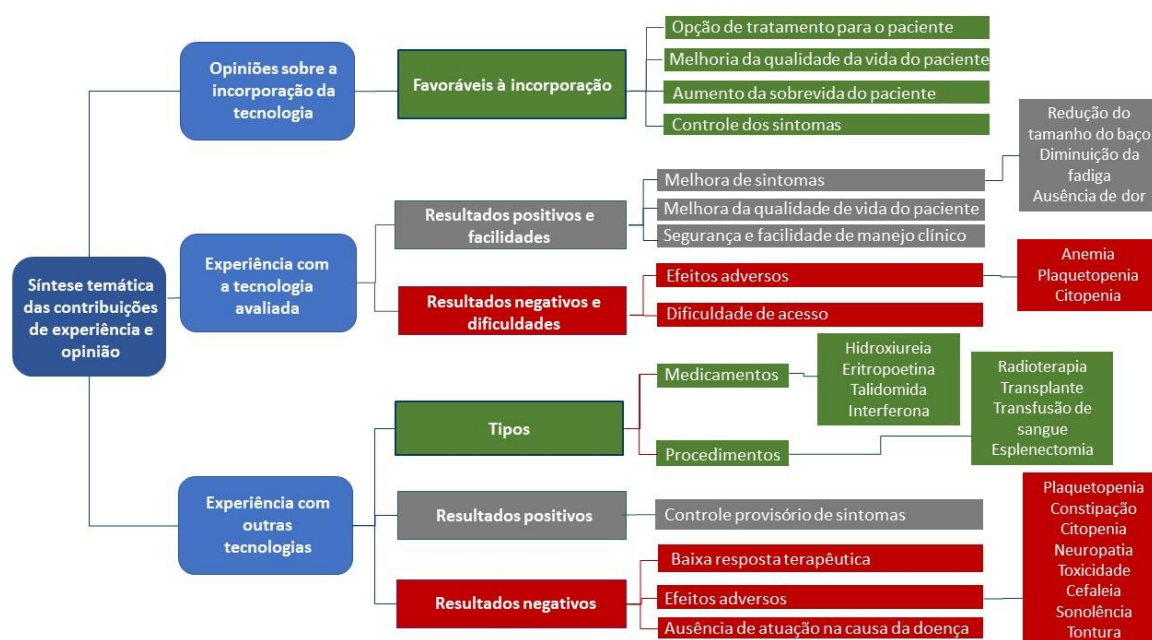 Síntese temática
das contribuições
de experiência e
opinião
Opiniões sobre a
incorporação da
tecnologia
Favoráveis à incorporação
Opção de tratamento para o paciente
Melhoria da qualidade da vida do paciente
Aumento da sobrevida do paciente
Controle dos sintomas
Experiência com
a tecnologia
avaliada
Resultados positivos e
facilidades
Melhora de sintomas
Redução do
tamanho do baço
Diminuição da
fadiga
Ausência de dor
Melhora da qualidade de vida do paciente
Segurança e facilidade de manejo clínico
Resultados negativos e
dificuldades
Efeitos adversos
Anemia
Plaquetopenia
Citopenia
Dificuldade de acesso
Experiência com
outras
tecnologias
Tipos
Medicamentos
Hidroxiureia
Eritropoetina
Talidomida
Interferona
Procedimentos
Radioterapia
Transplante
Transfusão de
sangue
Esplenectomia
Resultados positivos
Controle provisório de sintomas
Resultados negativos
Baixa resposta terapêutica
Efeitos adversos
Plaquetopenia
Constipação
Citopenia
Neuropatia
Toxicidade
Cefaleia
Sonolência
Tontura
Ausência de atuação na causa da doença